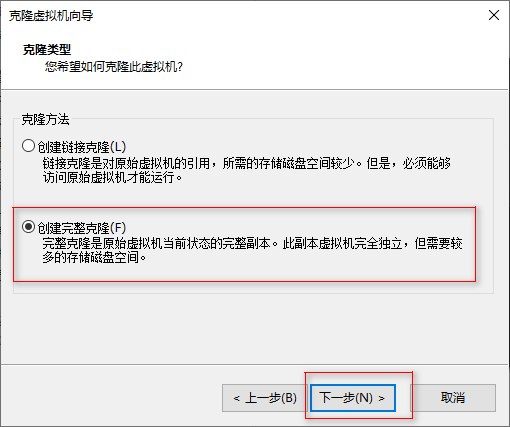 克隆虚拟机向导
克隆类型
您希望如何克隆此虚拟机?
克隆方法
创建链接克隆(L)
链接克隆是对原始虚拟机的引用，所需的存储磁盘空间较少。但是，必须能够
访问原始虚拟机才能运行。
创建完整克隆(F)
完整克隆是原始虚拟机当前状态的完整副本。此副本虚拟机完全独立，但需要较
多的存储磁盘空间。
< 上一步(B)
下一步(N) >
取消